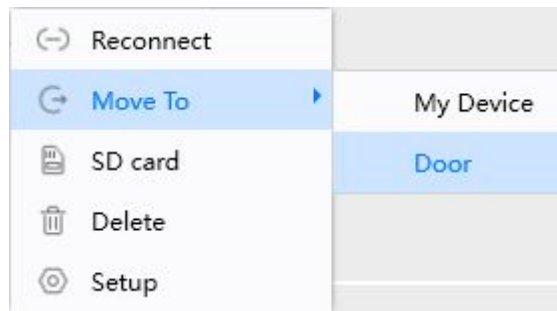 Reconnect
Move To
My Device
SD card
Door
Delete
Setup